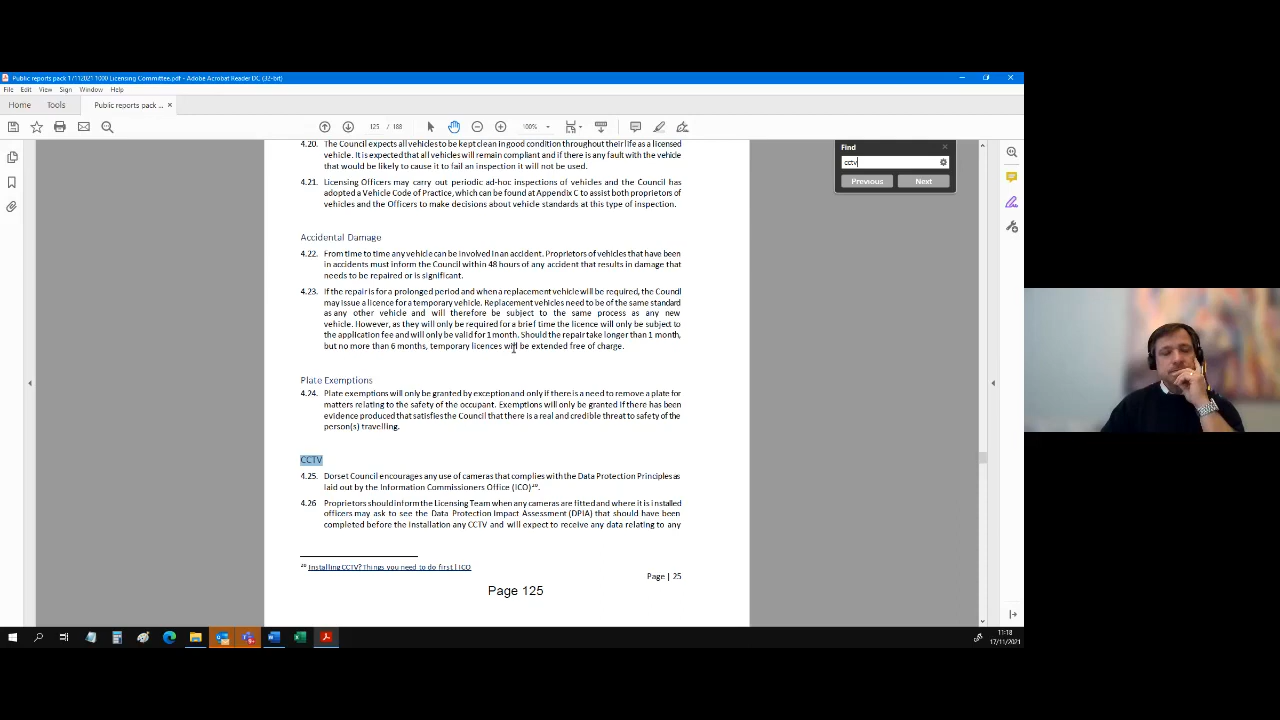 Public reports pack 17112021 1000 Licensing Committee.pdf - Adobe Acrobat Reader DC (32-bit)
File Edit View Sign Window Help
Home Tools Public reports pack ... ×
125 / 188 100%
Find
cctv
Previous Next
4.20. The Council expects all vehicles to be kept clean in good condition throughout their life as a licensed
vehicle. It is expected that all vehicles will remain compliant and if there is any fault with the vehicle
that would be likely to cause it to fail an inspection it will not be used.
4.21. Licensing Officers may carry out periodic ad-hoc inspections of vehicles and the Council has
adopted a Vehicle Code of Practice, which can be found at Appendix C to assist both proprietors of
vehicles and the Officers to make decisions about vehicle standards at this type of inspection.
Accidental Damage
4.22. From time to time any vehicle can be involved in an accident. Proprietors of vehicles that have been
in accidents must inform the Council within 48 hours of any accident that results in damage that
needs to be repaired or is significant.
4.23. If the repair is for a prolonged period and when a replacement vehicle will be required, the Council
may issue a licence for a temporary vehicle. Replacement vehicles need to be of the same standard
as any other vehicle and will therefore be subject to the same process as any new
vehicle. However, as they will only be required for a brief time the licence will only be subject to
the application fee and will only be valid for 1 month. Should the repair take longer than 1 month,
but no more than 6 months, temporary licences will be extended free of charge.
Plate Exemptions
4.24. Plate exemptions will only be granted by exception and only if there is a need to remove a plate for
matters relating to the safety of the occupant. Exemptions will only be granted if there has been
evidence produced that satisfies the Council that there is a real and credible threat to safety of the
person(s) travelling.
CCTV
4.25. Dorset Council encourages any use of cameras that complies with the Data Protection Principles as
laid out by the Information Commissioners Office (ICO)20.
4.26 Proprietors should inform the Licensing Team when any cameras are fitted and where it is installed
officers may ask to see the Data Protection Impact Assessment (DPIA) that should have been
completed before the installation any CCTV and will expect to receive any data relating to any
20 Installing CCTV? Things you need to do first | ICO
Page | 25
Page 125
11:18
17/11/2021